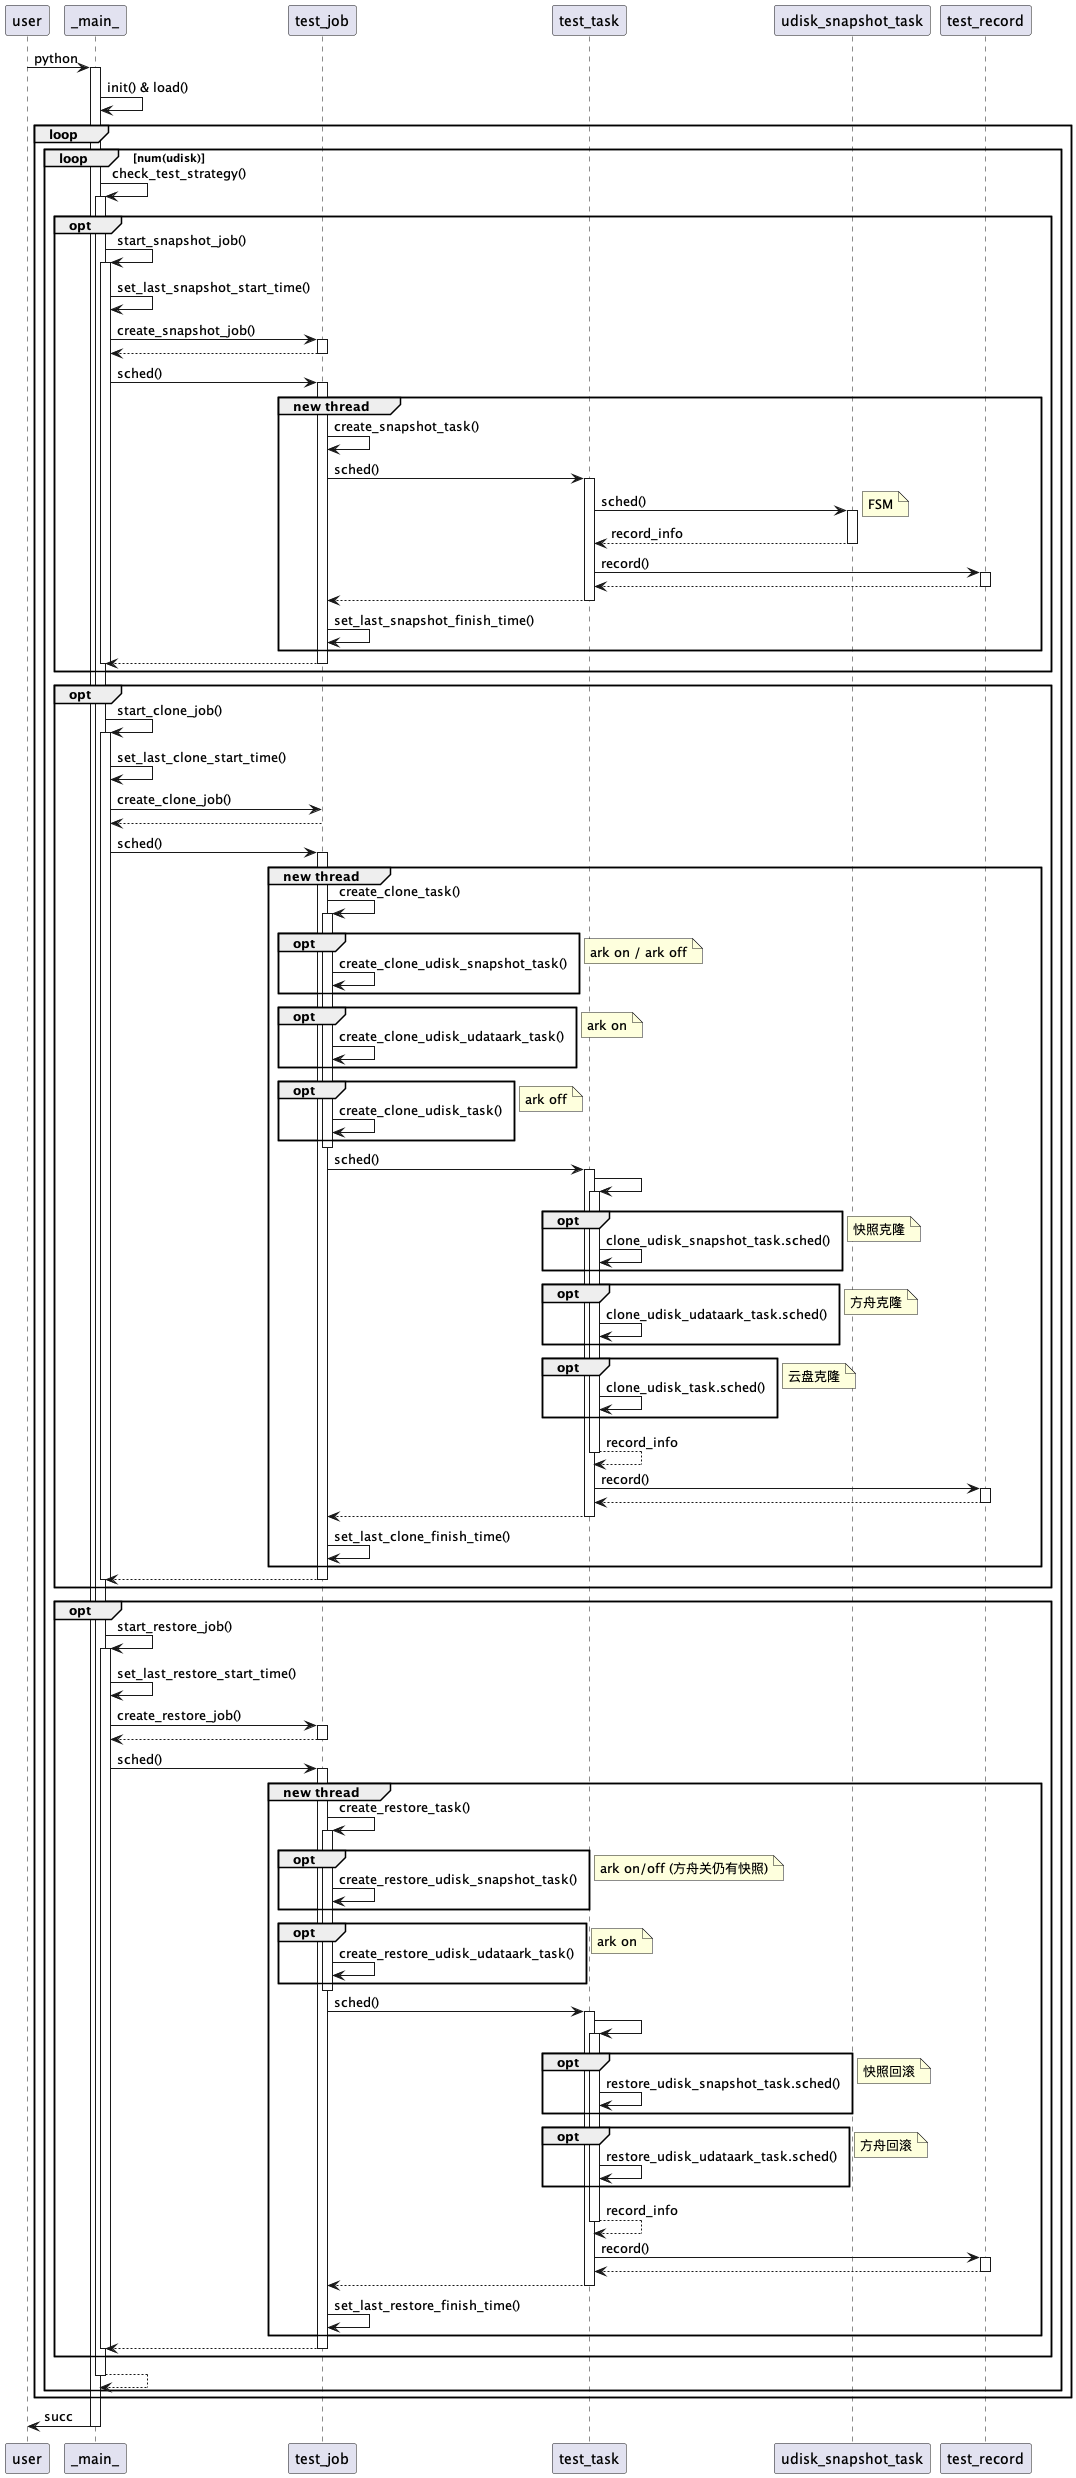 user _main_ test_job test_task udisk_snapshot_task test_record
python
init() & load()
loop
loop [num(udisk)]
check_test_strategy()
opt
start_snapshot_job()
set_last_snapshot_start_time()
create_snapshot_job()
sched()
new thread
create_snapshot_task()
sched()
sched() FSM
record_info
record()
set_last_snapshot_finish_time()
opt
start_clone_job()
set_last_clone_start_time()
create_clone_job()
sched()
new thread
create_clone_task()
opt ark on / ark off
create_clone_udisk_snapshot_task()
opt ark on
create_clone_udisk_udataark_task()
opt ark off
create_clone_udisk_task()
sched()
opt 快照克隆
clone_udisk_snapshot_task.sched()
opt 方舟克隆
clone_udisk_udataark_task.sched()
opt 云盘克隆
clone_udisk_task.sched()
record_info
record()
set_last_clone_finish_time()
opt
start_restore_job()
set_last_restore_start_time()
create_restore_job()
sched()
new thread
create_restore_task()
opt ark on/off (方舟关仍有快照)
create_restore_udisk_snapshot_task()
opt ark on
create_restore_udisk_udataark_task()
sched()
opt 快照回滚
restore_udisk_snapshot_task.sched()
opt 方舟回滚
restore_udisk_udataark_task.sched()
record_info
record()
set_last_restore_finish_time()
succ
user _main_ test_job test_task udisk_snapshot_task test_record